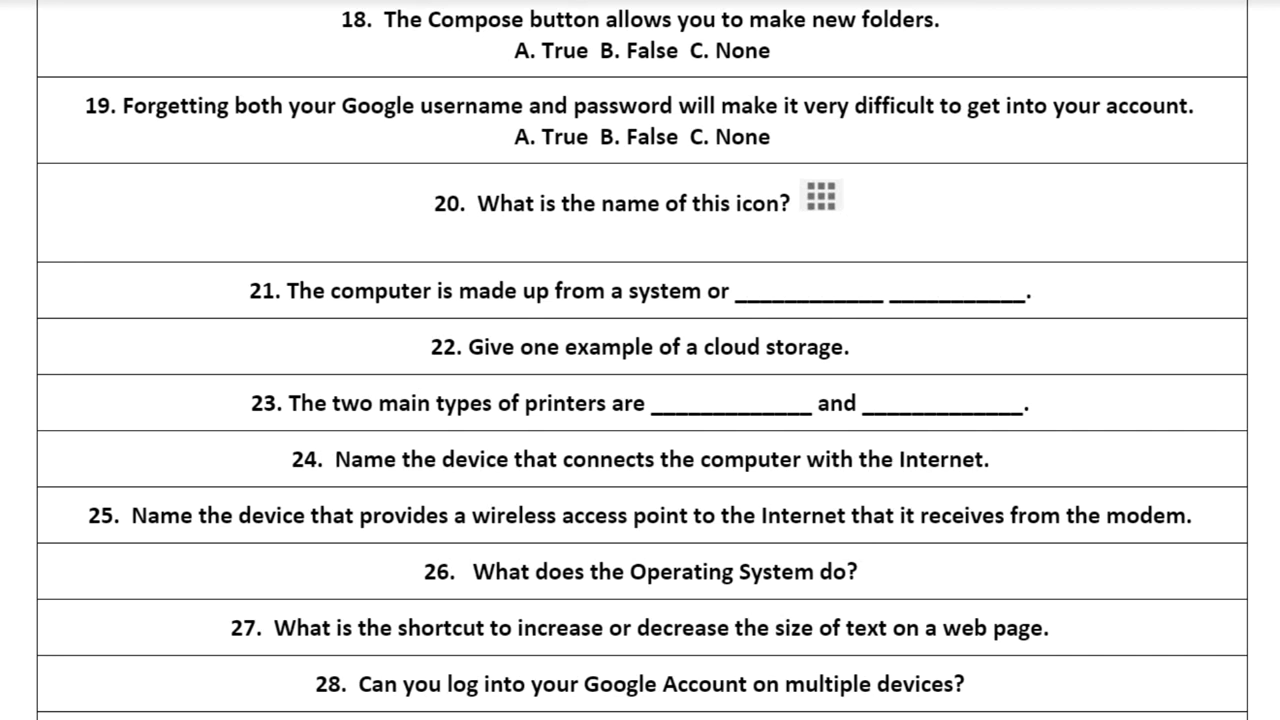 18.  The Compose button allows you to make new folders.
A. True  B. False  C. None
19. Forgetting both your Google username and password will make it very difficult to get into your account.
A. True  B. False  C. None
20.  What is the name of this icon?
21. The computer is made up from a system or ____________ ___________.
22. Give one example of a cloud storage.
23. The two main types of printers are _____________ and _____________.
24.  Name the device that connects the computer with the Internet.
25.  Name the device that provides a wireless access point to the Internet that it receives from the modem.
26.   What does the Operating System do?
27.  What is the shortcut to increase or decrease the size of text on a web page.
28.  Can you log into your Google Account on multiple devices?